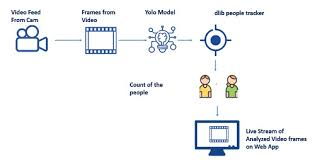 Video Feed
From Cam
Frames from
Video
Yolo Model
dlib people tracker
Count of the
people
Live Stream of
Analyzed Video frames
on Web App